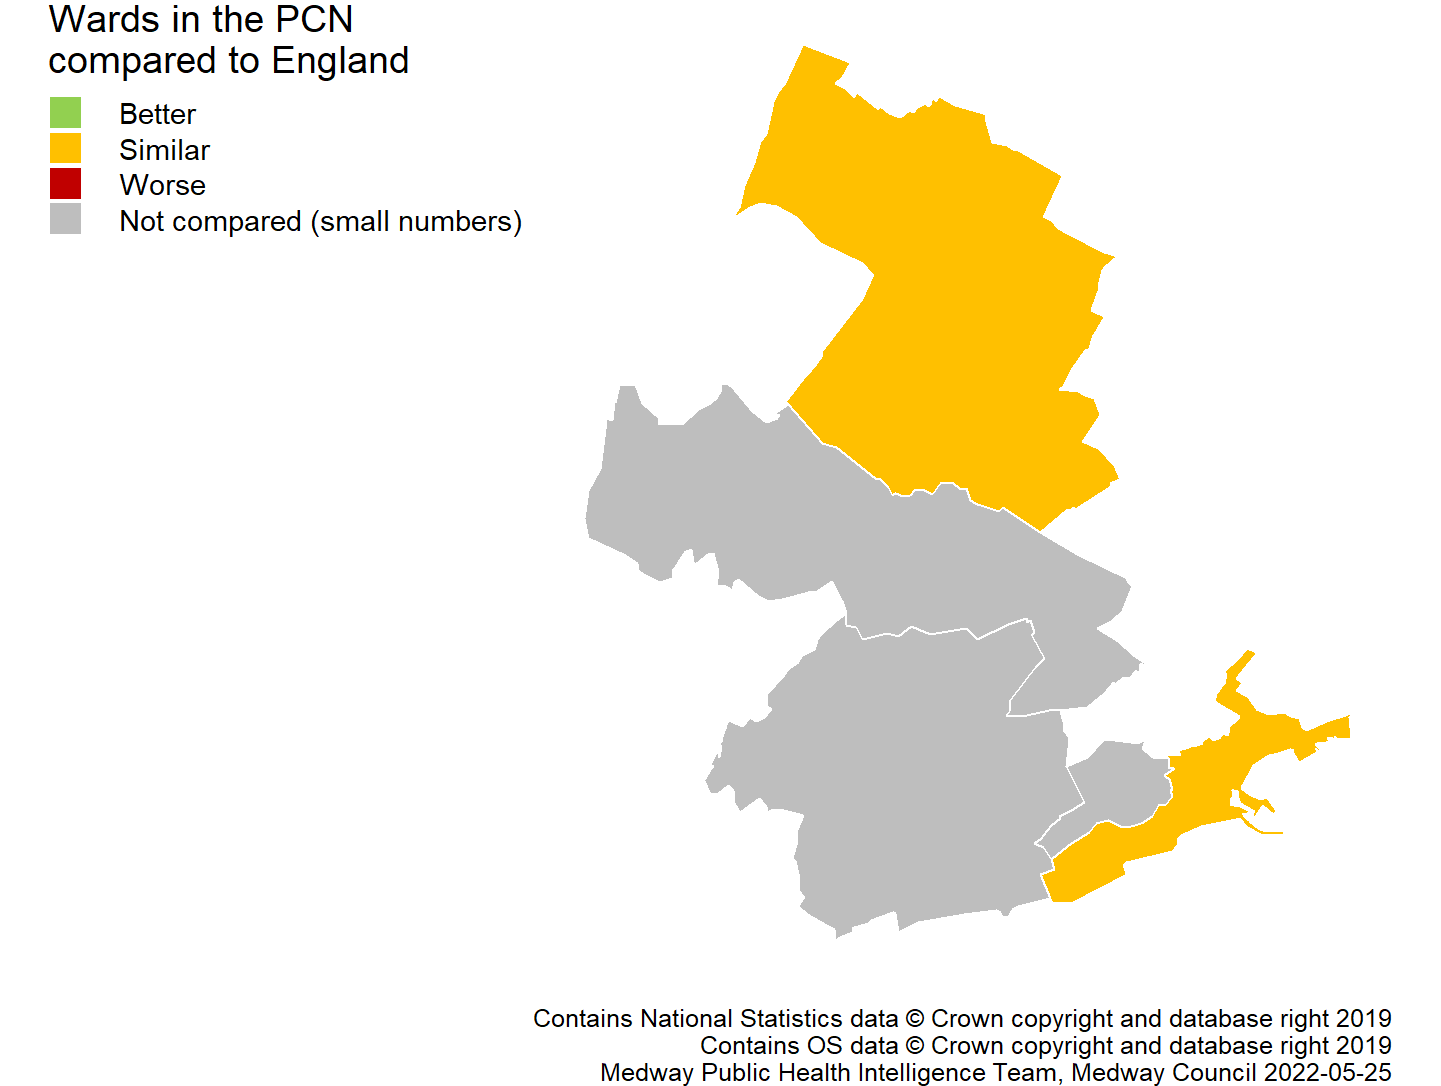 Wards in the PCN
compared to England
Better
Similar
Worse
Not compared (small numbers)
Contains National Statistics data © Crown copyright and database right 2019
Contains OS data © Crown copyright and database right 2019
Medway Public Health Intelligence Team, Medway Council 2022-05-25